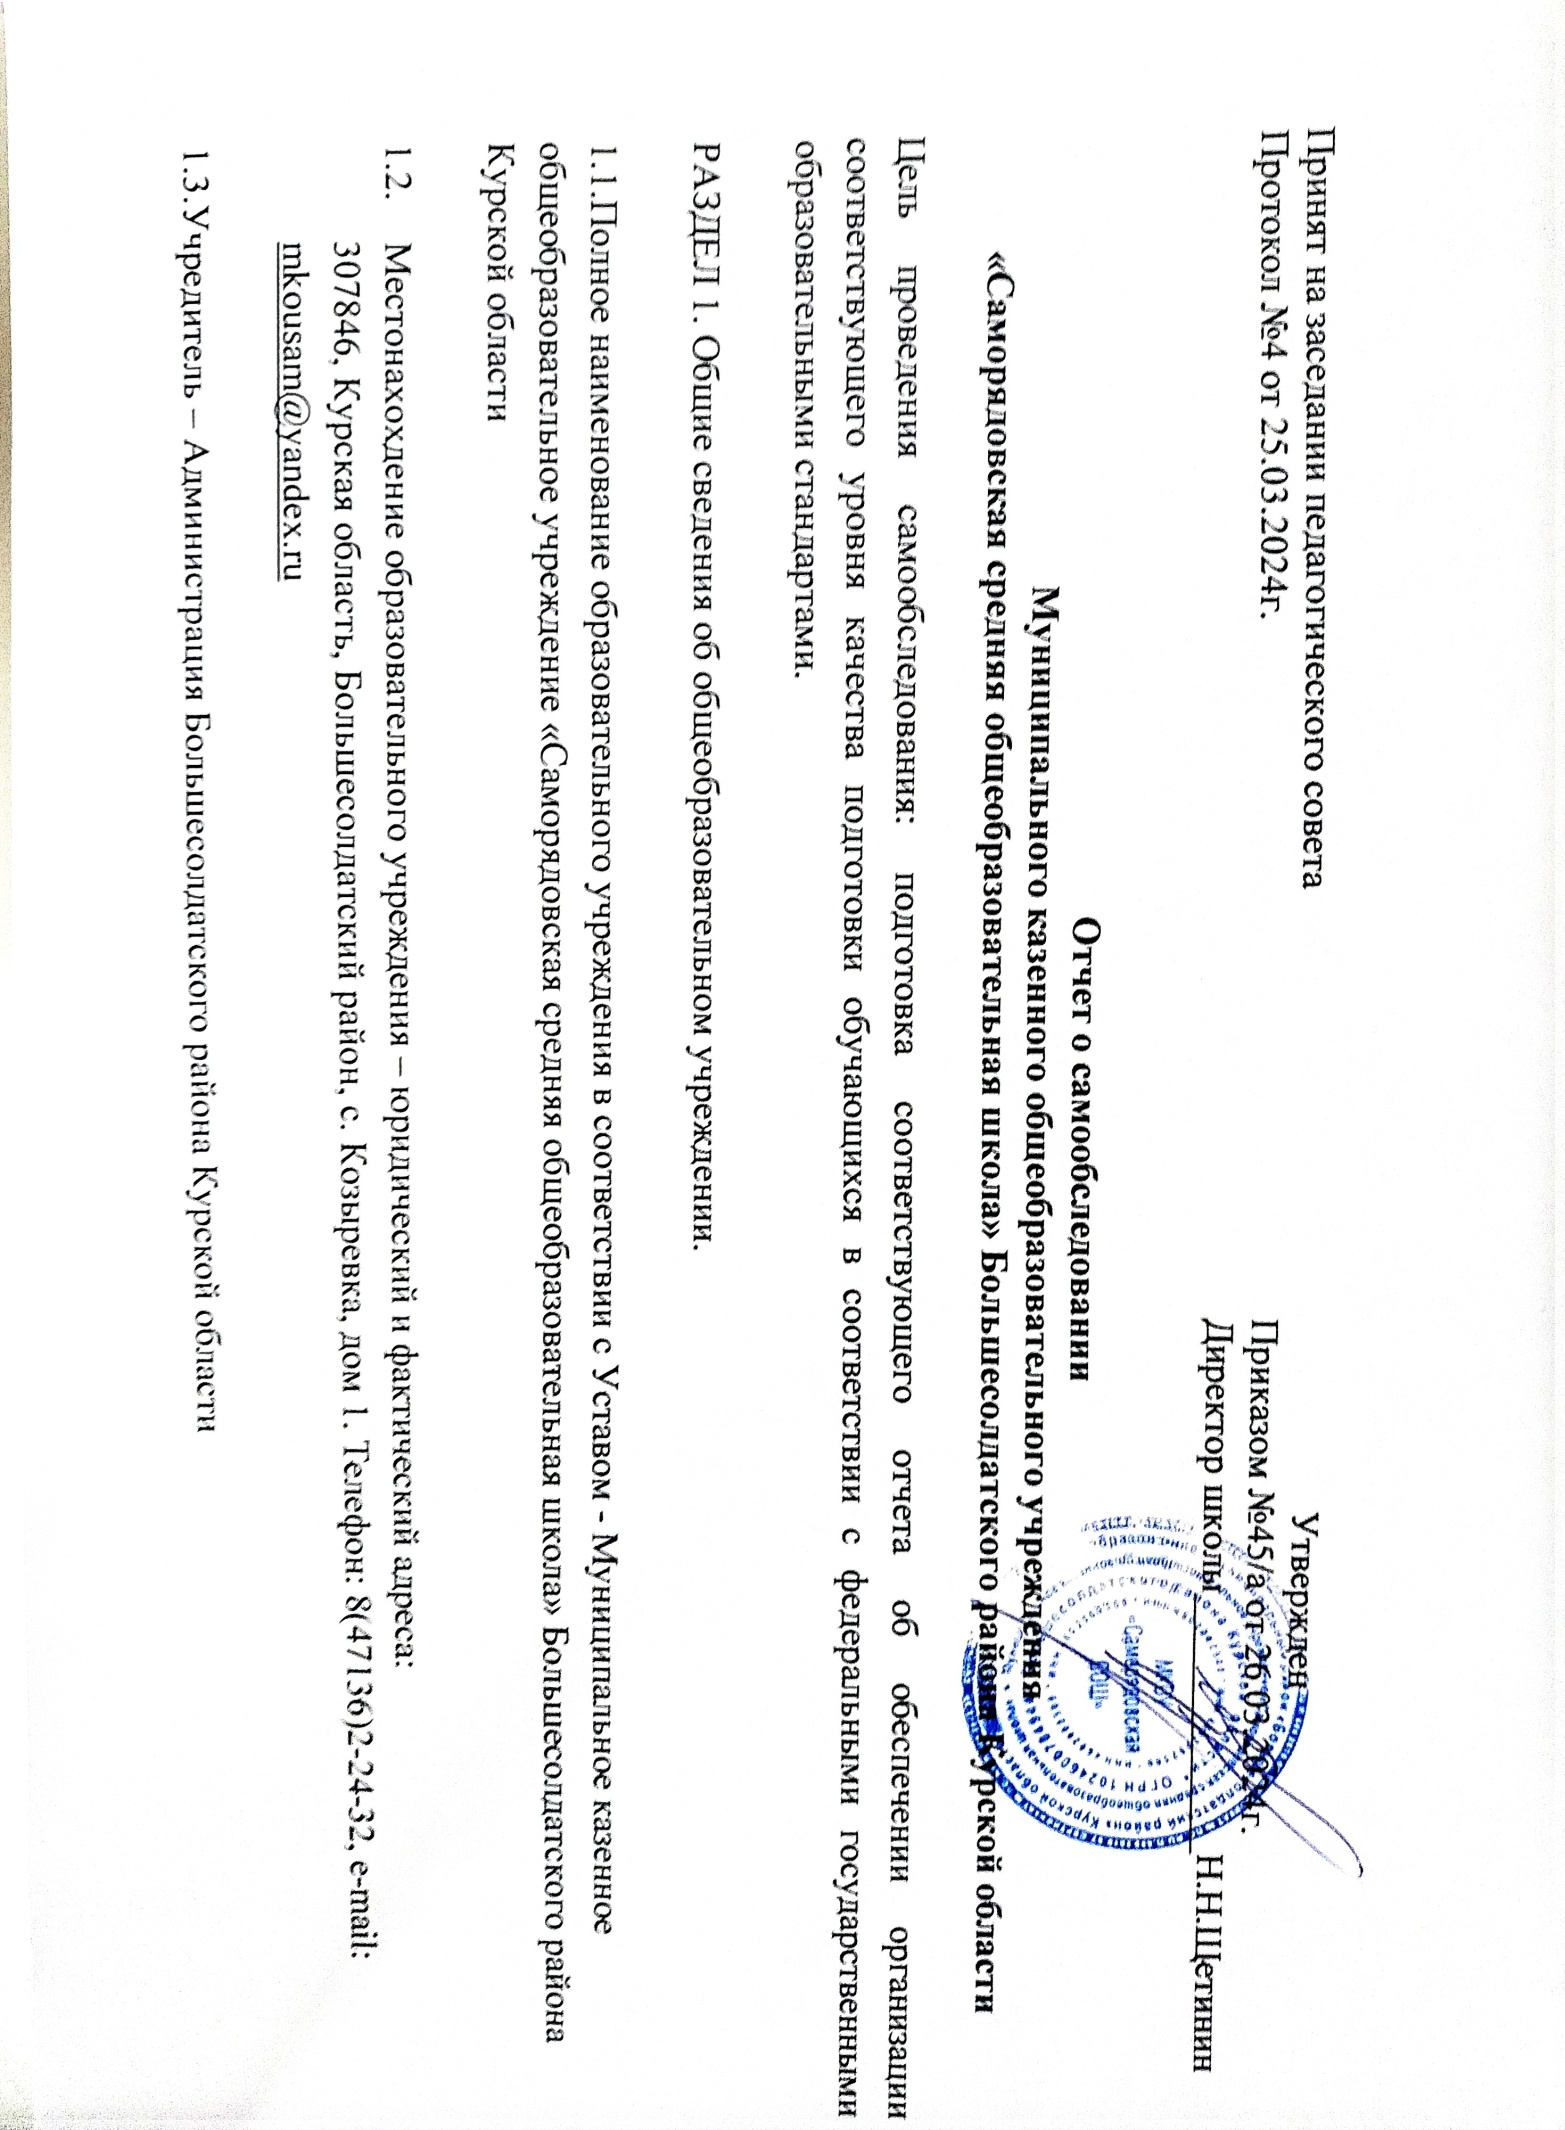 Принят на заседании педагогического совета
Протокол №4 от 25.03.2024г.
Утвержден
Приказом №45/а от 26.03.2024г.
Директор школы Н.Н.Щетинин
Отчет о самообследовании
Муниципального казенного общеобразовательного учреждения
«Саморядовская средняя общеобразовательная школа» Большесолдатского района Курской области
Цель проведения самообследования: подготовка соответствующего отчета об обеспечении организации
соответствующего уровня качества подготовки обучающихся в соответствии с федеральными государственными
образовательными стандартами.
РАЗДЕЛ 1. Общие сведения об общеобразовательном учреждении.
1.1.Полное наименование образовательного учреждения в соответствии с Уставом - Муниципальное казенное
общеобразовательное учреждение «Саморядовская средняя общеобразовательная школа» Большесолдатского района
Курской области
1.2. Местонахождение образовательного учреждения – юридический и фактический адреса:
307846, Курская область, Большесолдатский район, с. Козыревка, дом 1. Телефон: 8(47136)2-24-32, e-mail:
mkousam@yandex.ru
1.3.Учредитель – Администрация Большесолдатского района Курской области
«Саморядовская
СОШ»